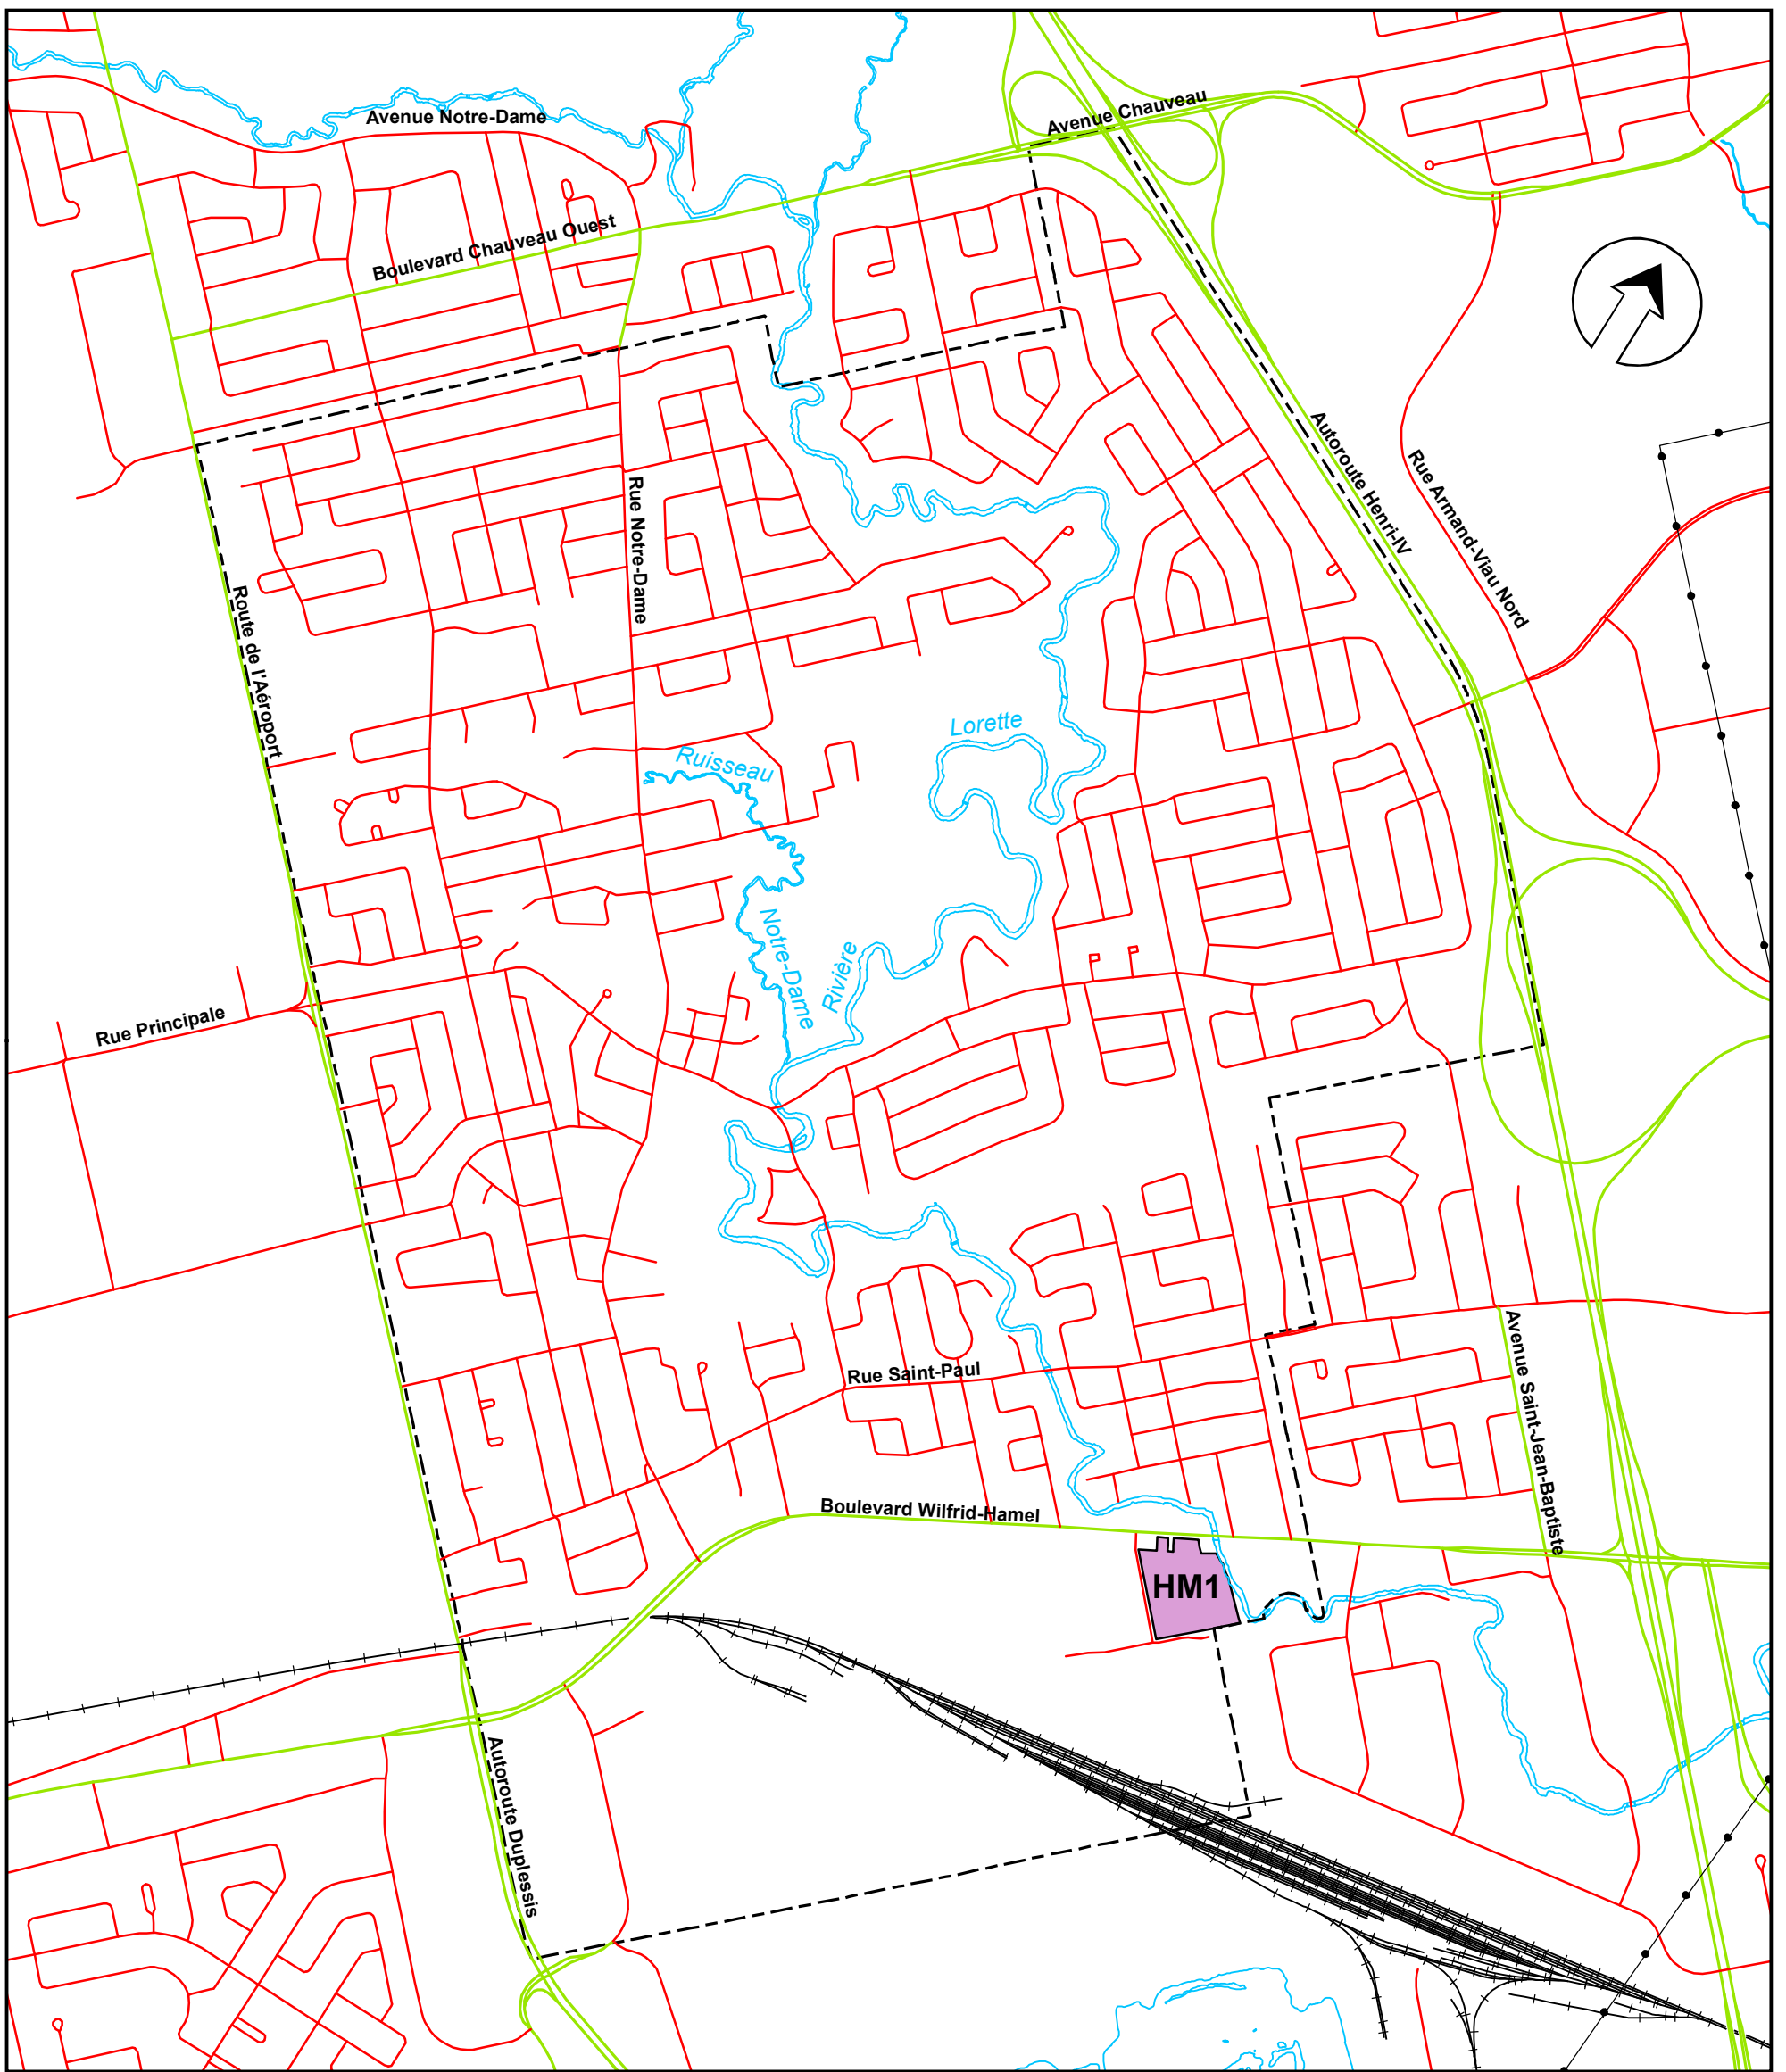 Avenue Notre-Dame
Avenue Chauveau
Boulevard Chauveau Ouest
Autoroute Henri-IV
Rue Armand-Viau Nord
Rue Notre-Dame
Route de l'Aéroport
Lorette
Ruisseau
Notre-Dame
Rivière
Rue Principale
Avenue Saint-Jean-Baptiste
Rue Saint-Paul
Boulevard Wilfrid-Hamel
HM1
Autoroute Duplessis